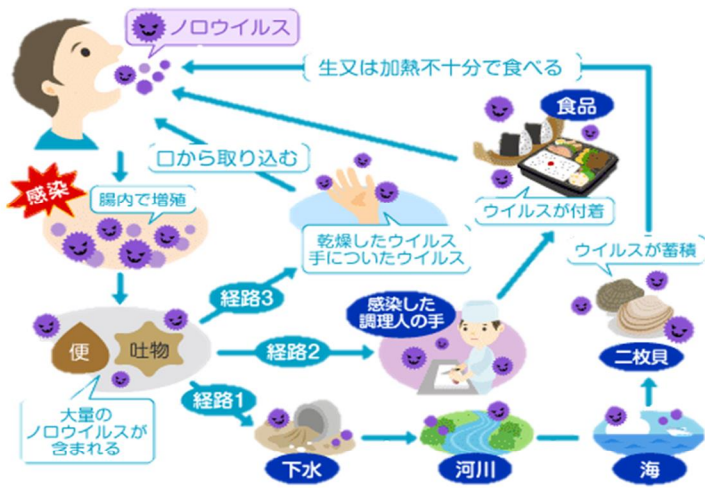 ノロウイルス
生又は加熱不十分で食べる
食品
口から取り込む
感染
腸内で増殖
ウイルスが付着
乾燥したウイルス
手についたウイルス
ウイルスが蓄積
経路3
感染した
調理人の手
便
吐物
経路2
二枚貝
経路1
大量の
ノロウイルスが
含まれる
下水
河川
海